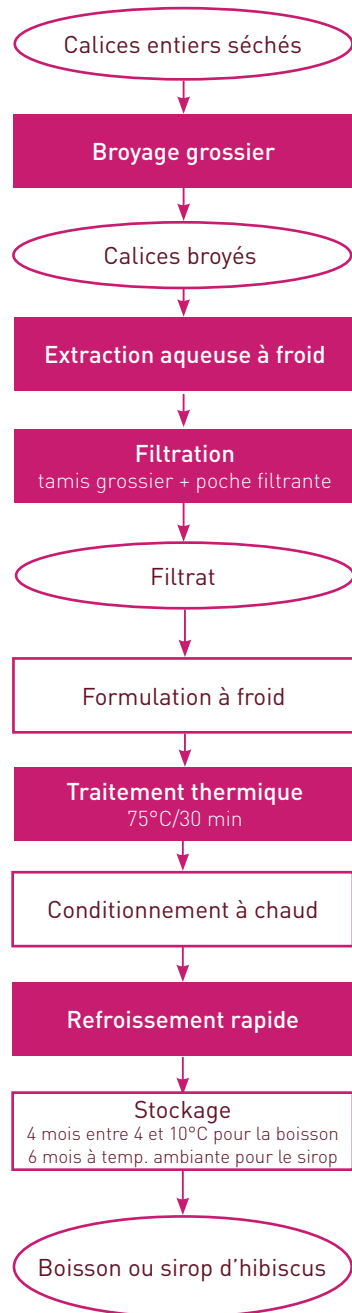 Calices entiers séchés
Broyage grossier
Calices broyés
Extraction aqueuse à froid
Filtration
tamis grossier + poche filtrante
Filtrat
Formulation à froid
Traitement thermique
75°C/30 min
Conditionnement à chaud
Refroissement rapide
Stockage
4 mois entre 4 et 10°C pour la boisson
6 mois à temp. ambiante pour le sirop
Boisson ou sirop d'hibiscus